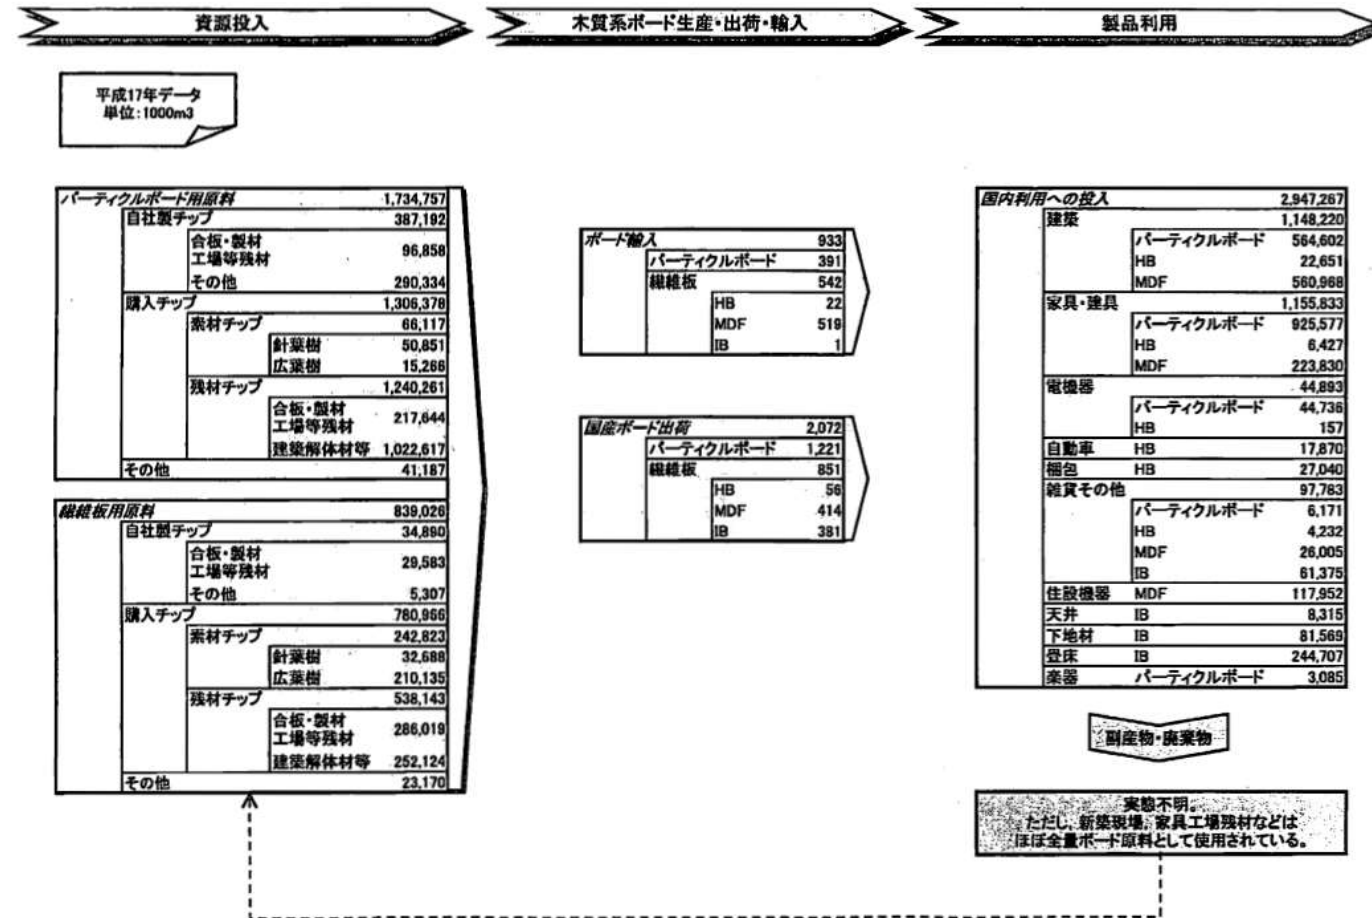 資源投入
木質系ボード生産・出荷・輸入
製品利用
平成17年データ
単位:1000m3
パーティクルボード用原料 1,734,757
自社製チップ 387,192
合板・製材
工場等残材 96,858
その他 290,334
購入チップ 1,306,378
素材チップ 66,117
針葉樹 50,851
広葉樹 15,266
残材チップ 1,240,261
合板・製材
工場等残材 217,644
建築解体材等 1,022,617
その他 41,187
繊維板用原料 839,026
自社製チップ 34,890
合板・製材
工場等残材 29,583
その他 5,307
購入チップ 780,966
素材チップ 242,823
針葉樹 32,688
広葉樹 210,135
残材チップ 538,143
合板・製材
工場等残材 286,019
建築解体材等 252,124
その他 23,170
ボード輸入 933
パーティクルボード 391
繊維板 542
HB 22
MDF 519
IB 1
国産ボード出荷 2,072
パーティクルボード 1,221
繊維板 851
HB 56
MDF 414
IB 381
国内利用への投入 2,947,267
建築 1,148,220
パーティクルボード 564,602
HB 22,651
MDF 560,968
家具・建具 1,155,833
パーティクルボード 925,577
HB 6,427
MDF 223,830
電機器 44,893
パーティクルボード 44,736
HB 157
自動車 HB 17,870
梱包 HB 27,040
雑貨その他 97,783
パーティクルボード 6,171
HB 4,232
MDF 26,005
IB 61,375
住設機器 MDF 117,952
天井 IB 8,315
下地材 IB 81,569
畳床 IB 244,707
楽器 パーティクルボード 3,085
副産物・廃棄物
実態不明。
ただし、新築現場、家具工場残材などは
ほぼ全量ボード原料として使用されている。